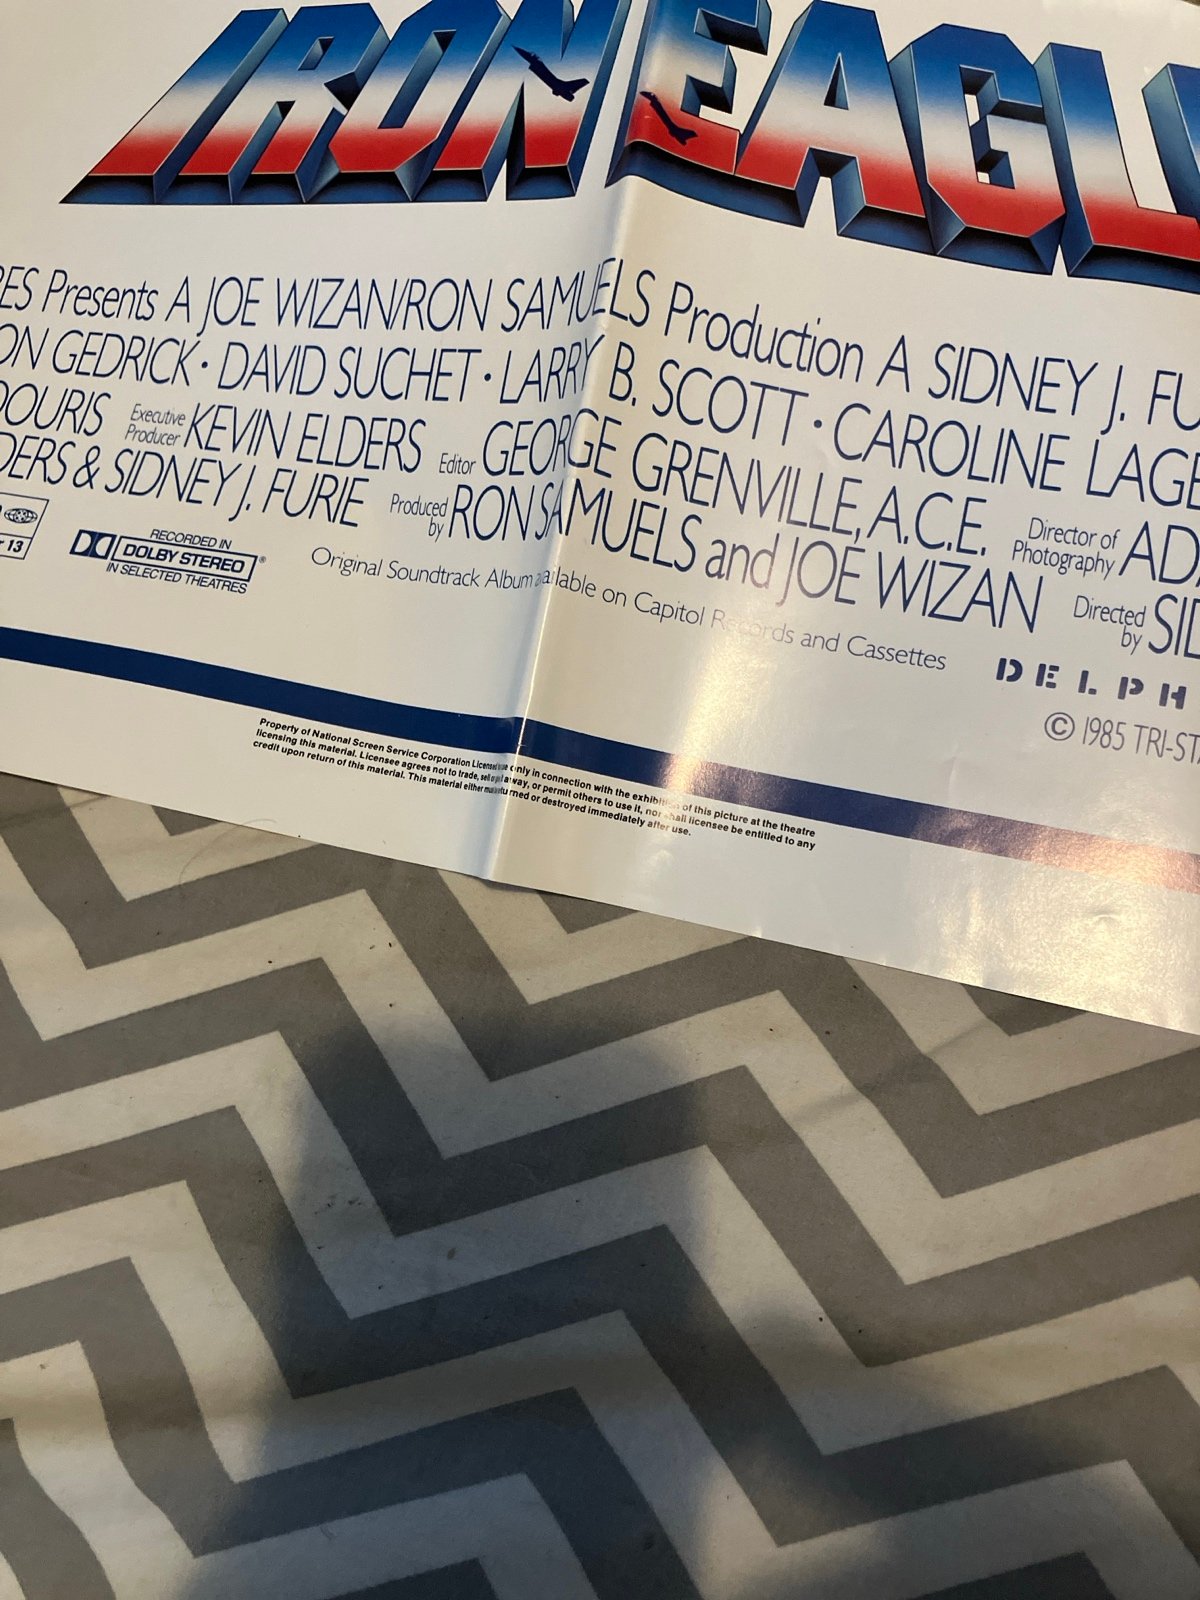 IRON EAGL
RES Presents A JOE WIZAN/RON SAMUELS Production A SIDNEY J. FU
ON GEDRICK · DAVID SUCHET · LARRY B. SCOTT · CAROLINE LAGE
DOURIS Executive Producer KEVIN ELDERS Editor GEORGE GRENVILLE, A.C.E. Director of Photography AD
DERS & SIDNEY J. FURIE Produced by RON SAMUELS and JOE WIZAN Directed by SID
13 RECORDED IN
DOLBY STEREO®
IN SELECTED THEATRES
Original Soundtrack Album available on Capitol Records and Cassettes
DELPH
© 1985 TRI-ST
Property of National Screen Service Corporation Licensed use only in connection with the exhibition of this picture at the theatre
licensing this material. Licensee agrees not to trade, sell or give it away, or permit others to use it, nor shall licensee be entitled to any
credit upon return of this material. This material either must be returned or destroyed immediately after use.